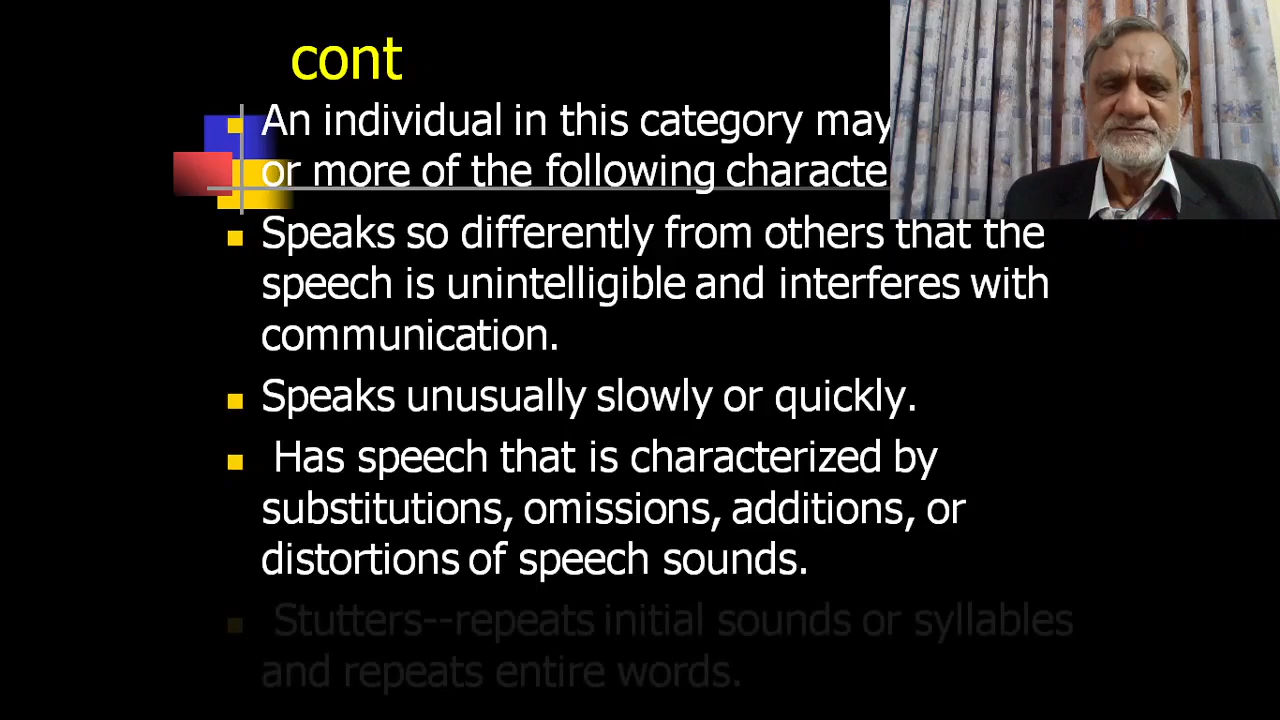 cont
An individual in this category may
or more of the following characte
Speaks so differently from others that the
speech is unintelligible and interferes with
communication.
Speaks unusually slowly or quickly.
Has speech that is characterized by
substitutions, omissions, additions, or
distortions of speech sounds.
Stutters--repeats initial sounds or syllables
and repeats entire words.